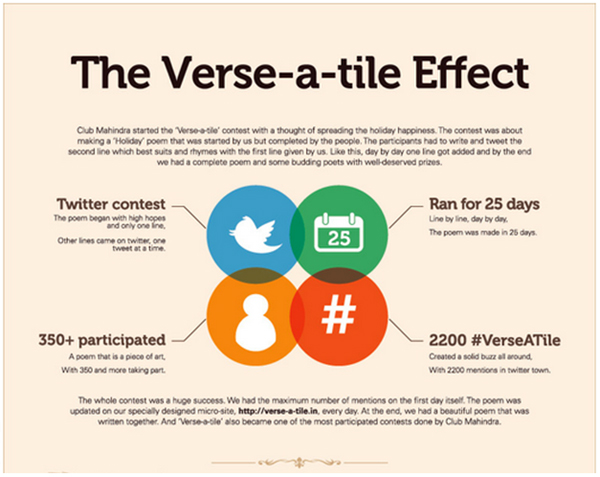 The Verse-a-tile Effect
Club Mahindra started the 'Verse-a-tile' contest with a thought of spreading the holiday happiness. The contest was about
making a 'Holiday' poem that was started by us but completed by the people. The participants had to write and tweet the
second line which best suits and rhymes with the first line given by us. Like this, day by day one line got added and by the end
we had a complete poem and some budding poets with well-deserved prizes.
Twitter contest
The poem began with high hopes
and only one line,
Other lines came on twitter, one
tweet at a time.
25
Ran for 25 days
Line by line, day by day,
The poem was made in 25 days.
350+ participated
A poem that is a piece of art,
With 350 and more taking part.
#
2200 #VerseATile
Created a solid buzz all around,
With 2200 mentions in twitter town.
The whole contest was a huge success. We had the maximum number of mentions on the first day itself. The poem was
updated on our specially designed micro-site, http://verse-a-tile.in, every day. At the end, we had a beautiful poem that was
written together. And 'Verse-a-tile' also became one of the most participated contests done by Club Mahindra.